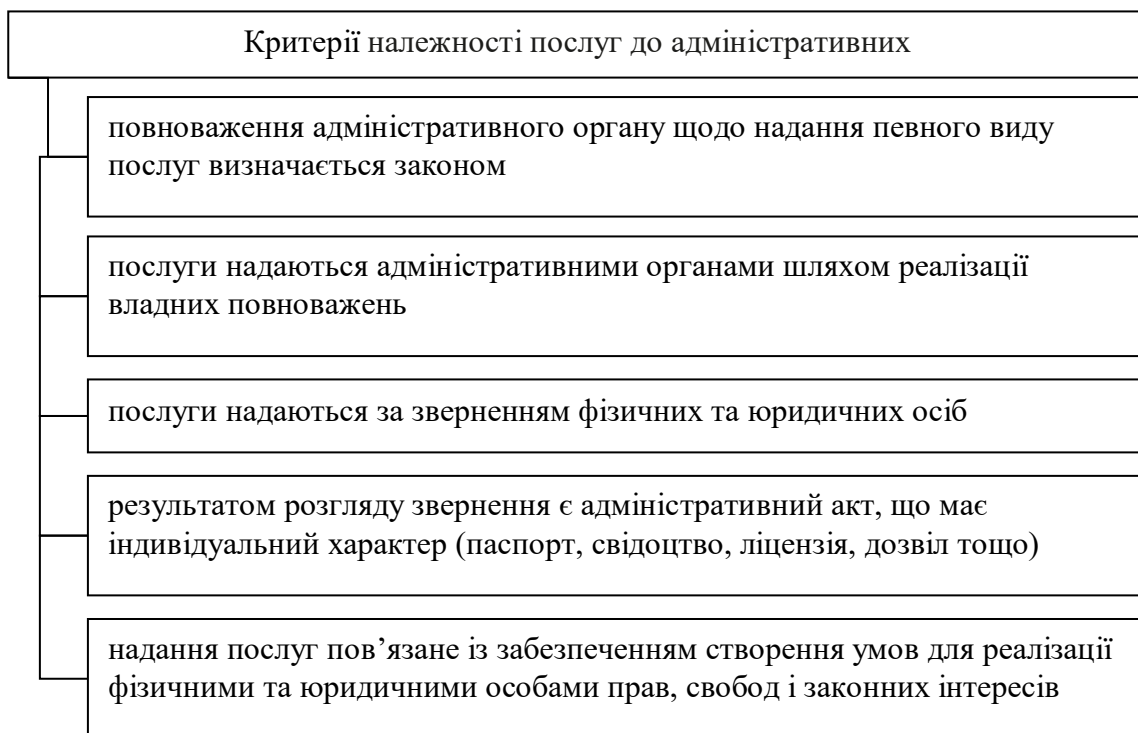 Критерії належності послуг до адміністративних
повноваження адміністративного органу щодо надання певного виду
послуг визначається законом
послуги надаються адміністративними органами шляхом реалізації
владних повноважень
послуги надаються за зверненням фізичних та юридичних осіб
результатом розгляду звернення є адміністративний акт, що має
індивідуальний характер (паспорт, свідоцтво, ліцензія, дозвіл тощо)
надання послуг пов’язане із забезпеченням створення умов для реалізації
фізичними та юридичними особами прав, свобод і законних інтересів